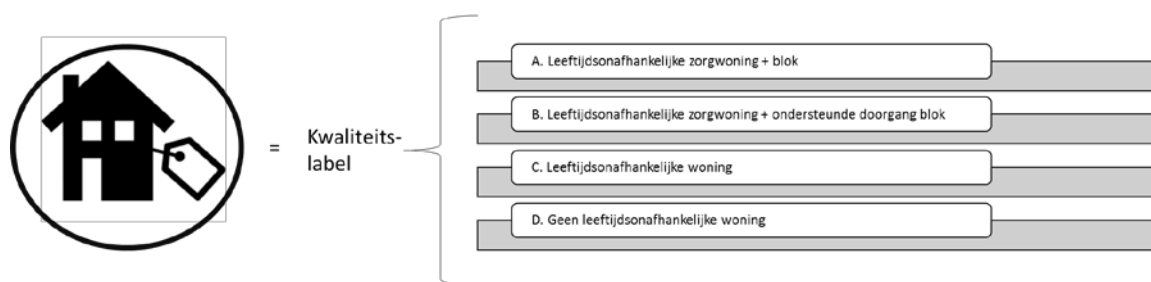 =
Kwaliteits-
label
A. Leeftijdsonafhankelijke zorgwoning + blok
B. Leeftijdsonafhankelijke zorgwoning + ondersteunde doorgang blok
C. Leeftijdsonafhankelijke woning
D. Geen leeftijdsonafhankelijke woning